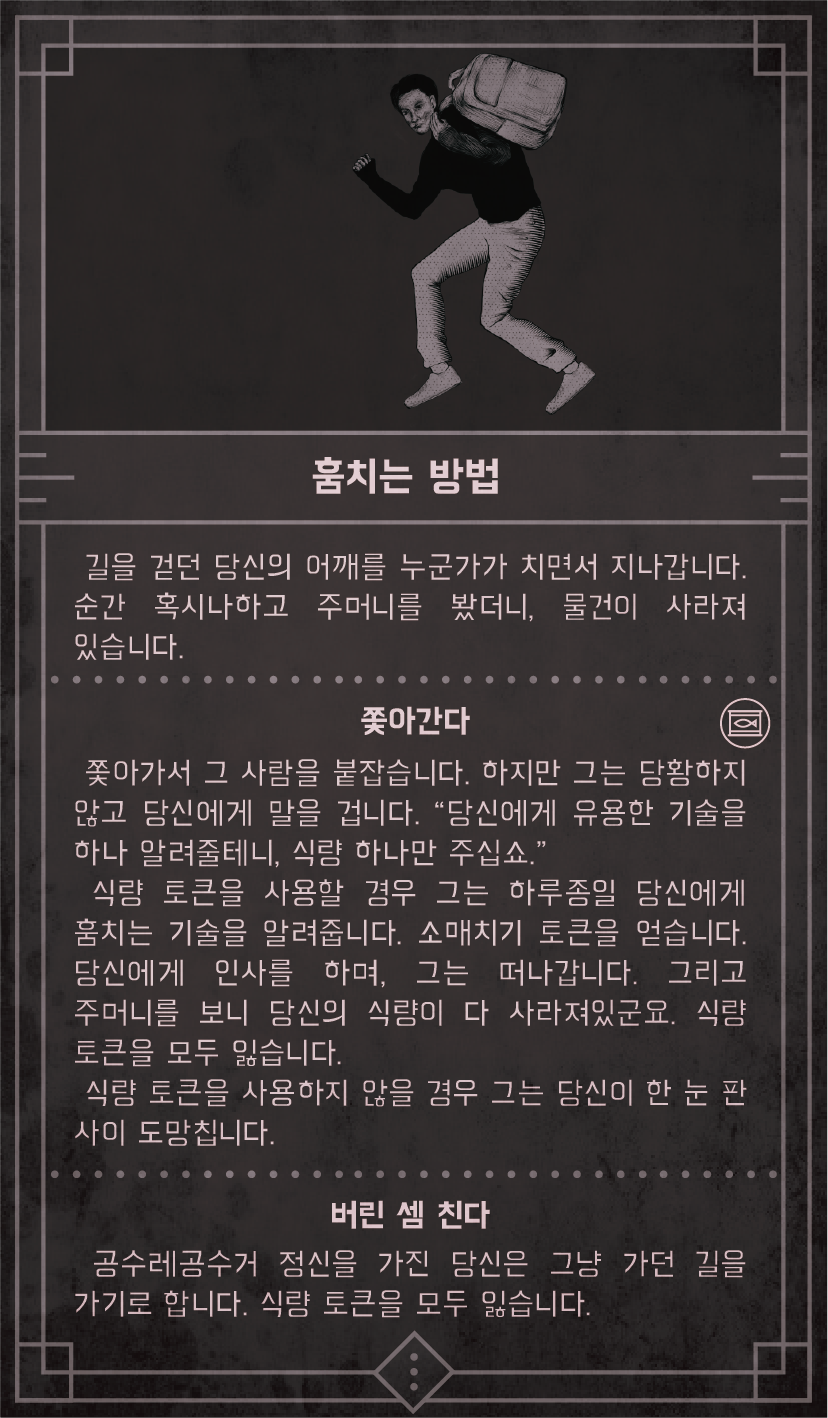 훔치는 방법
길을 걷던 당신의 어깨를 누군가가 치면서 지나갑니다.
순간 혹시나하고 주머니를 봤더니, 물건이 사라져
있습니다.
쫓아간다
쫓아가서 그 사람을 붙잡습니다. 하지만 그는 당황하지
않고 당신에게 말을 겁니다. “당신에게 유용한 기술을
하나 알려줄테니, 식량 하나만 주십쇼.”
식량 토큰을 사용할 경우 그는 하루종일 당신에게
훔치는 기술을 알려줍니다. 소매치기 토큰을 얻습니다.
당신에게 인사를 하며, 그는 떠나갑니다. 그리고
주머니를 보니 당신의 식량이 다 사라져있군요. 식량
토큰을 모두 잃습니다.
식량 토큰을 사용하지 않을 경우 그는 당신이 한 눈 판
사이 도망칩니다.
버린 셈 친다
공수레공수거 정신을 가진 당신은 그냥 가던 길을
가기로 합니다. 식량 토큰을 모두 잃습니다.